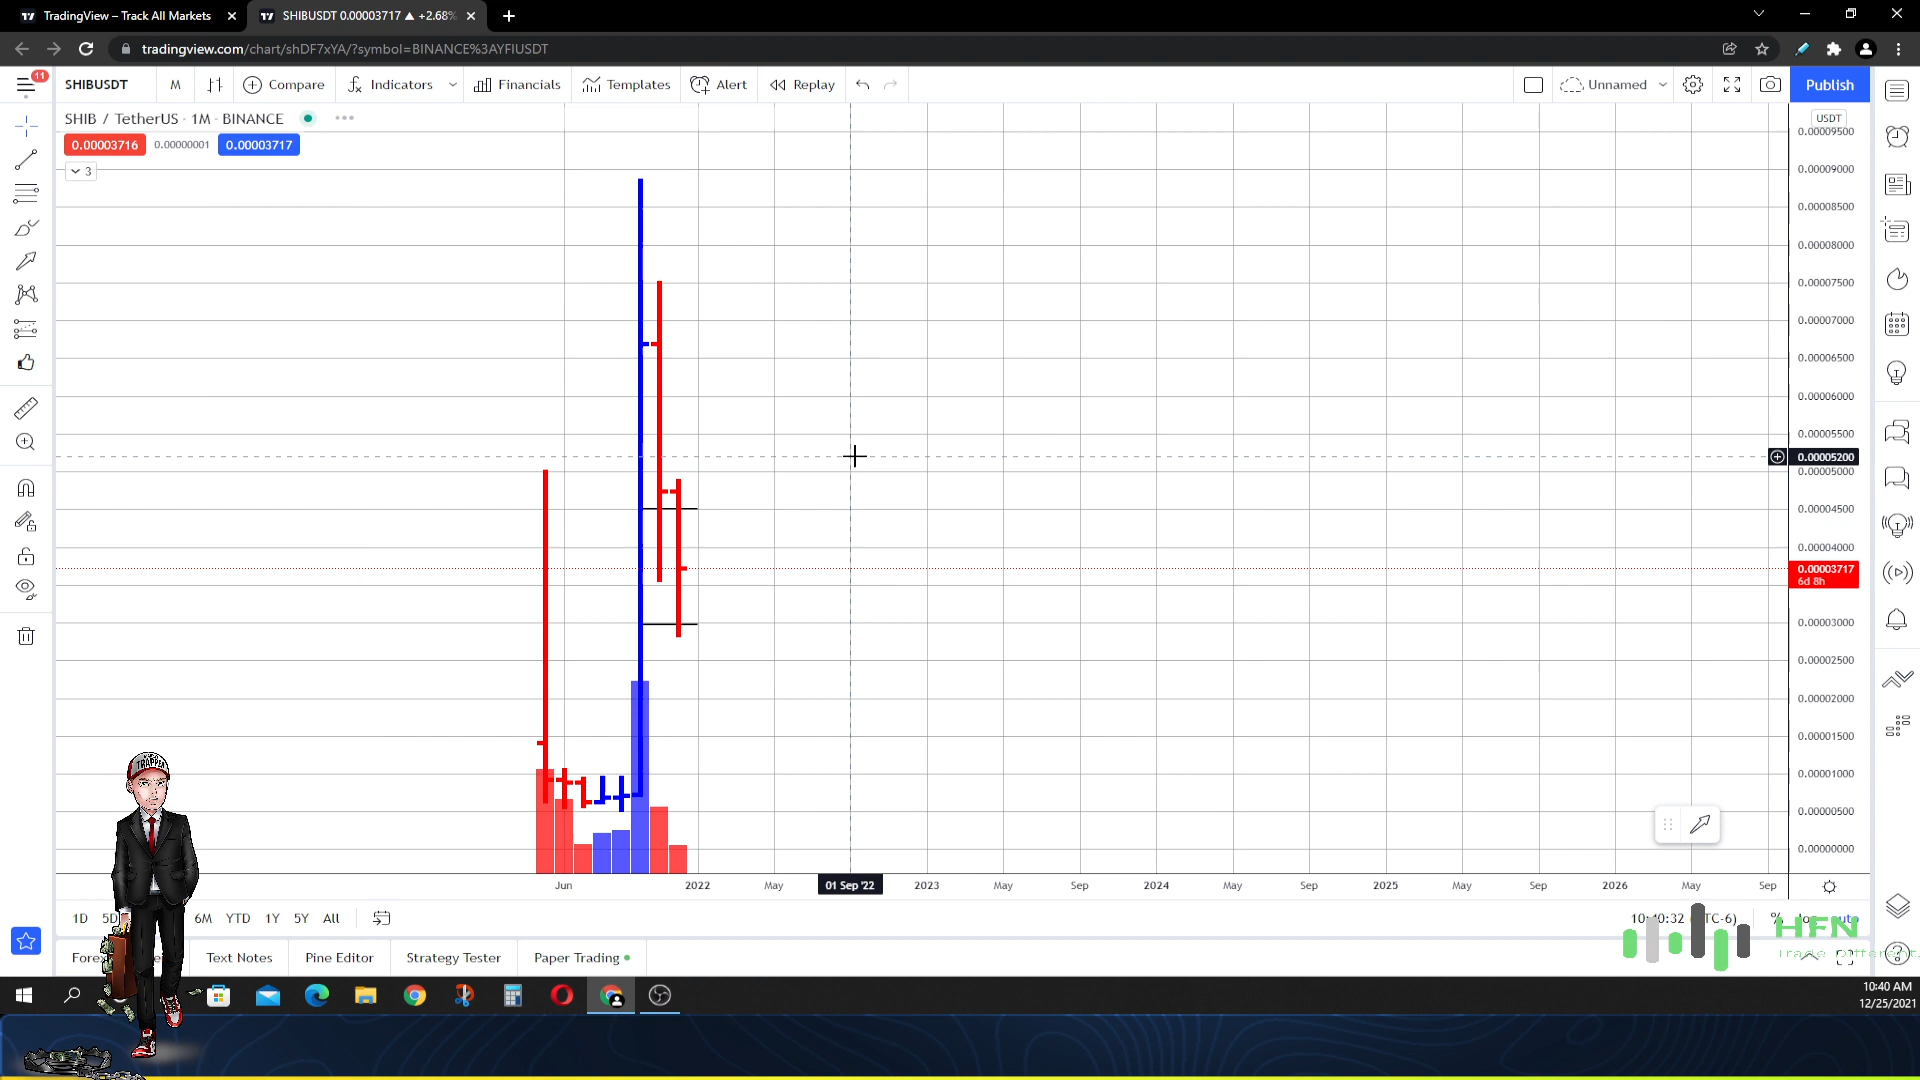 TradingView – Track All Markets
SHIBUSDT 0.00003717 ▲ +2.68%
tradingview.com/chart/shDF7xYA/?symbol=BINANCE%3AYFIUSDT
11
SHIBUSDT M Compare Indicators Financials Templates Alert Replay Unnamed Publish
SHIB / TetherUS · 1M · BINANCE
0.00003716 0.00000001 0.00003717
3
USDT
0.00009500
0.00009000
0.00008500
0.00008000
0.00007500
0.00007000
0.00006500
0.00006000
0.00005500
0.00005200
0.00005000
0.00004500
0.00004000
0.00003717
6d 8h
0.00003000
0.00002500
0.00002000
0.00001500
0.00001000
0.00000500
0.00000000
Jun 2022 May 01 Sep '22 2023 May Sep 2024 May Sep 2025 May Sep 2026 May Sep
TRAPPER
1D 5D 6M YTD 1Y 5Y All
% auto
HFN
Trade Different.
Text Notes Pine Editor Strategy Tester Paper Trading
10:40 AM
12/25/2021